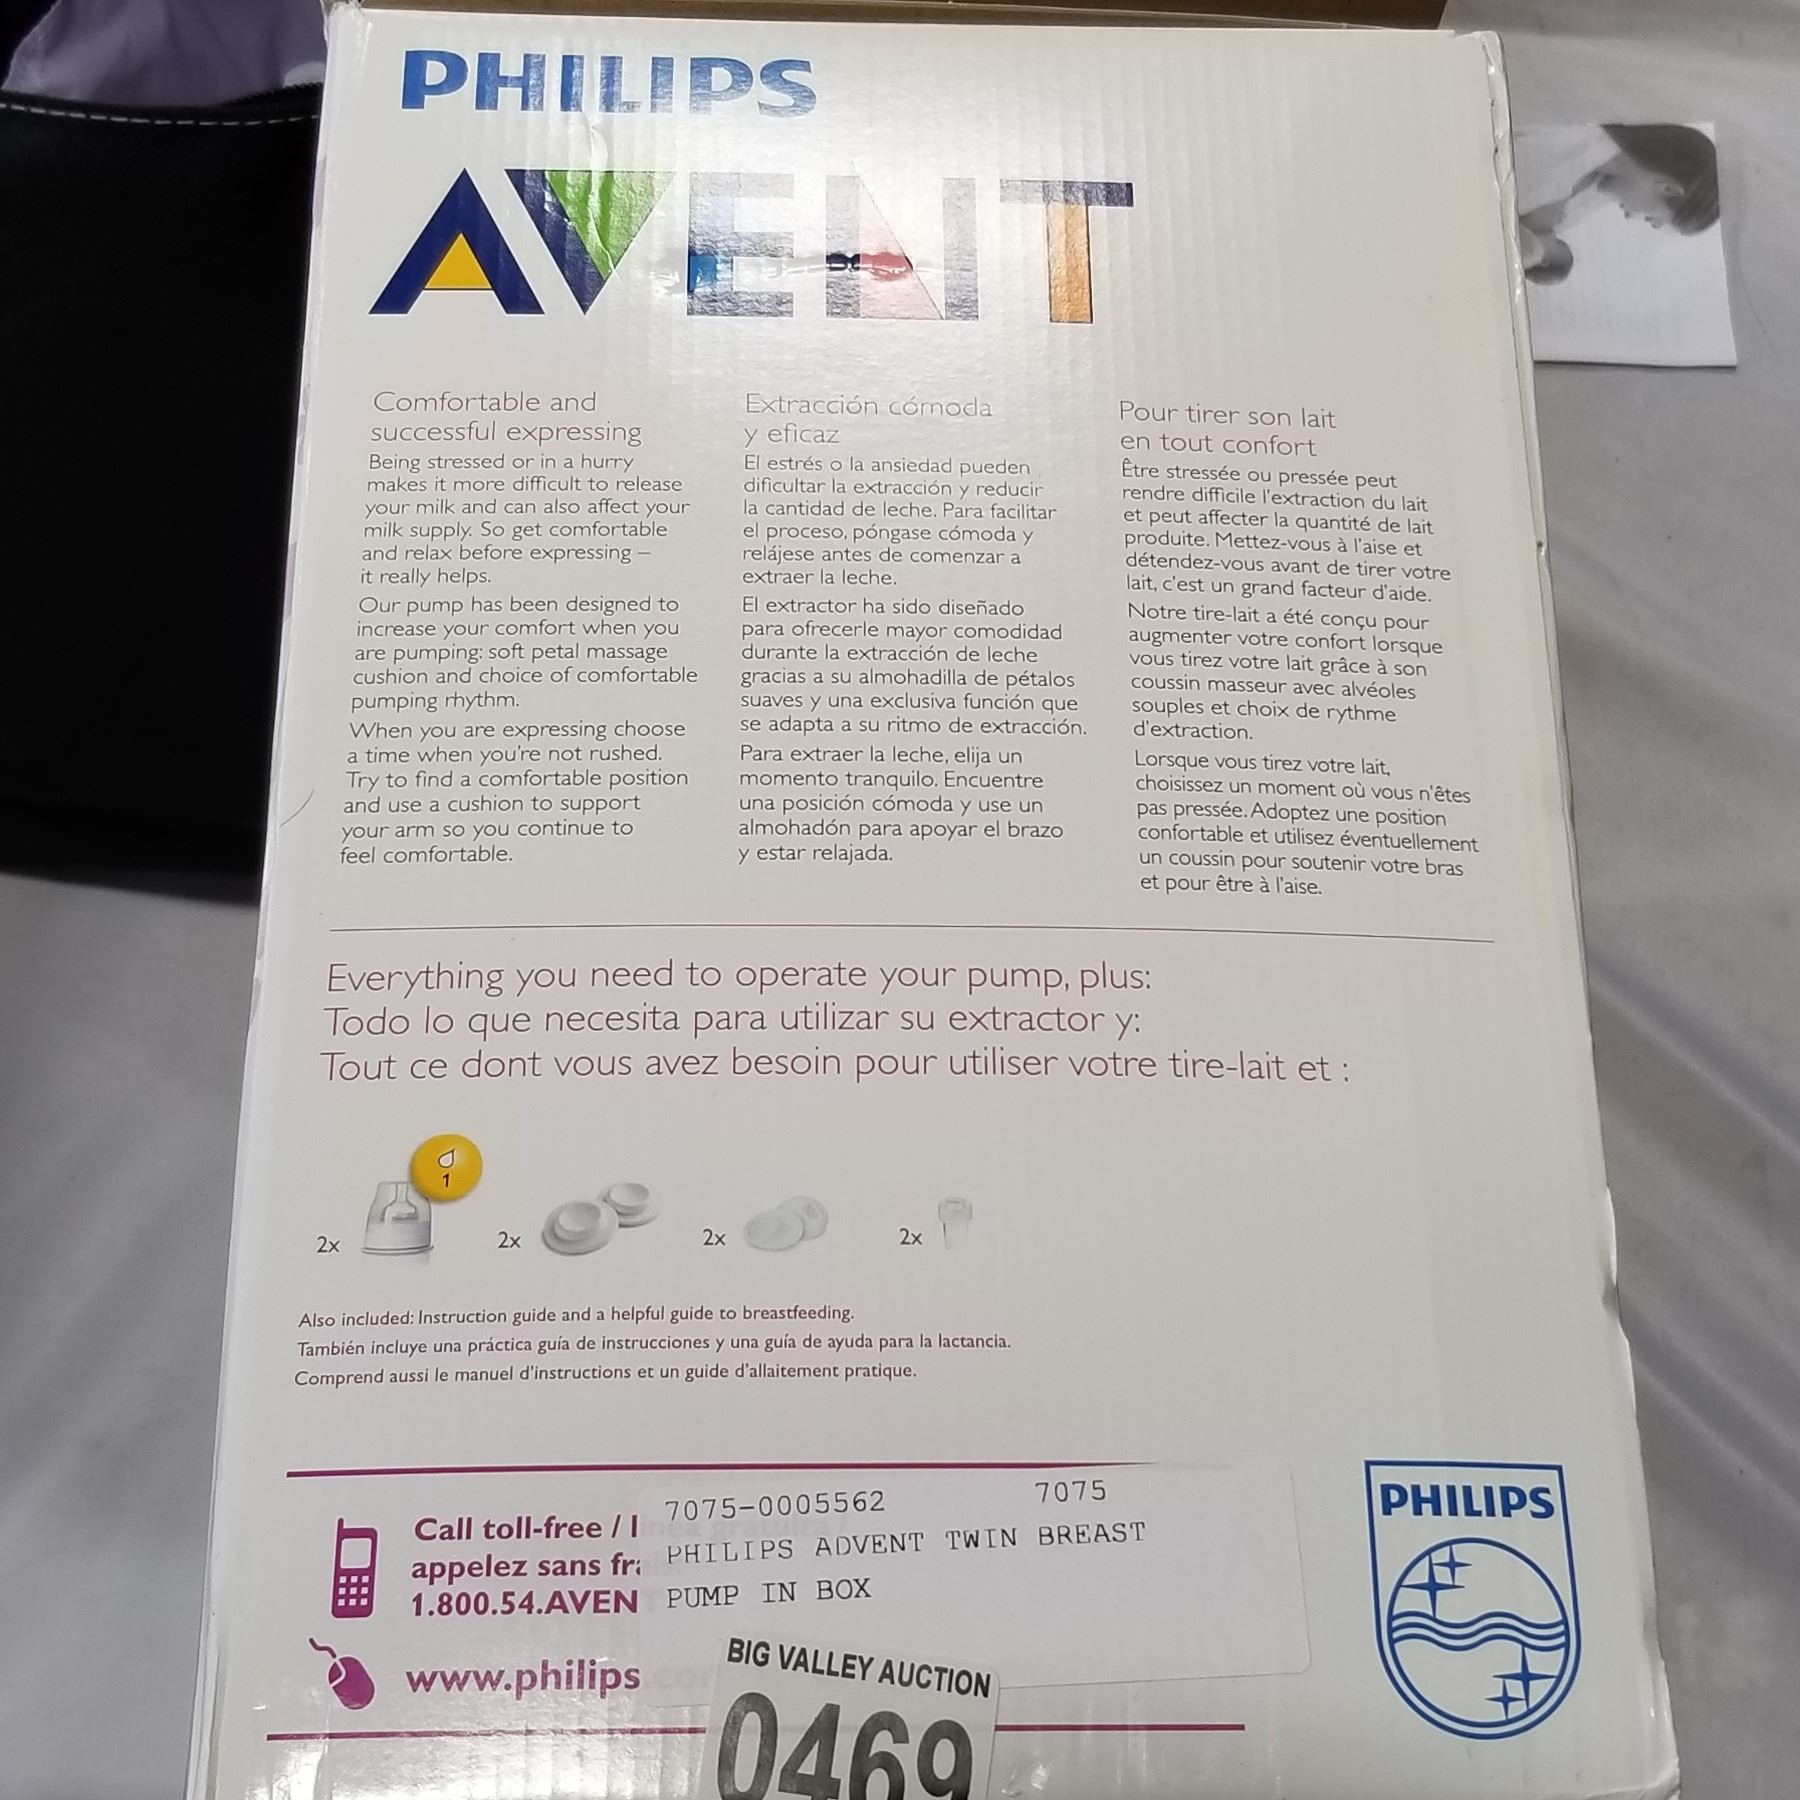 PHILIPS
AVENT
Comfortable and
successful expressing
Being stressed or in a hurry
makes it more difficult to release
your milk and can also affect your
milk supply. So get comfortable
and relax before expressing –
it really helps.
Our pump has been designed to
increase your comfort when you
are pumping: soft petal massage
cushion and choice of comfortable
pumping rhythm.
When you are expressing choose
a time when you're not rushed.
Try to find a comfortable position
and use a cushion to support
your arm so you continue to
feel comfortable.
Extracción cómoda
y eficaz
El estrés o la ansiedad pueden
dificultar la extracción y reducir
la cantidad de leche. Para facilitar
el proceso, póngase cómoda y
relájese antes de comenzar a
extraer la leche.
El extractor ha sido diseñado
para ofrecerle mayor comodidad
durante la extracción de leche
gracias a su almohadilla de pétalos
suaves y una exclusiva función que
se adapta a su ritmo de extracción.
Para extraer la leche, elija un
momento tranquilo. Encuentre
una posición cómoda y use un
almohadón para apoyar el brazo
y estar relajada.
Pour tirer son lait
en tout confort
Être stressée ou pressée peut
rendre difficile l'extraction du lait
et peut affecter la quantité de lait
produite. Mettez-vous à l'aise et
détendez-vous avant de tirer votre
lait, c'est un grand facteur d'aide.
Notre tire-lait a été conçu pour
augmenter votre confort lorsque
vous tirez votre lait grâce à son
coussin masseur avec alvéoles
souples et choix de rythme
d'extraction.
Lorsque vous tirez votre lait,
choisissez un moment où vous n'êtes
pas pressée. Adoptez une position
confortable et utilisez éventuellement
un coussin pour soutenir votre bras
et pour être à l'aise.
Everything you need to operate your pump, plus:
Todo lo que necesita para utilizar su extractor y:
Tout ce dont vous avez besoin pour utiliser votre tire-lait et :
1
2x 2x 2x 2x
Also included: Instruction guide and a helpful guide to breastfeeding.
También incluye una práctica guía de instrucciones y una guía de ayuda para la lactancia.
Comprend aussi le manuel d'instructions et un guide d'allaitement pratique.
Call toll-free / l
appelez sans fra
1.800.54.AVEN
www.philips
7075-0005562 7075
PHILIPS ADVENT TWIN BREAST
PUMP IN BOX
BIG VALLEY AUCTION
0469
PHILIPS